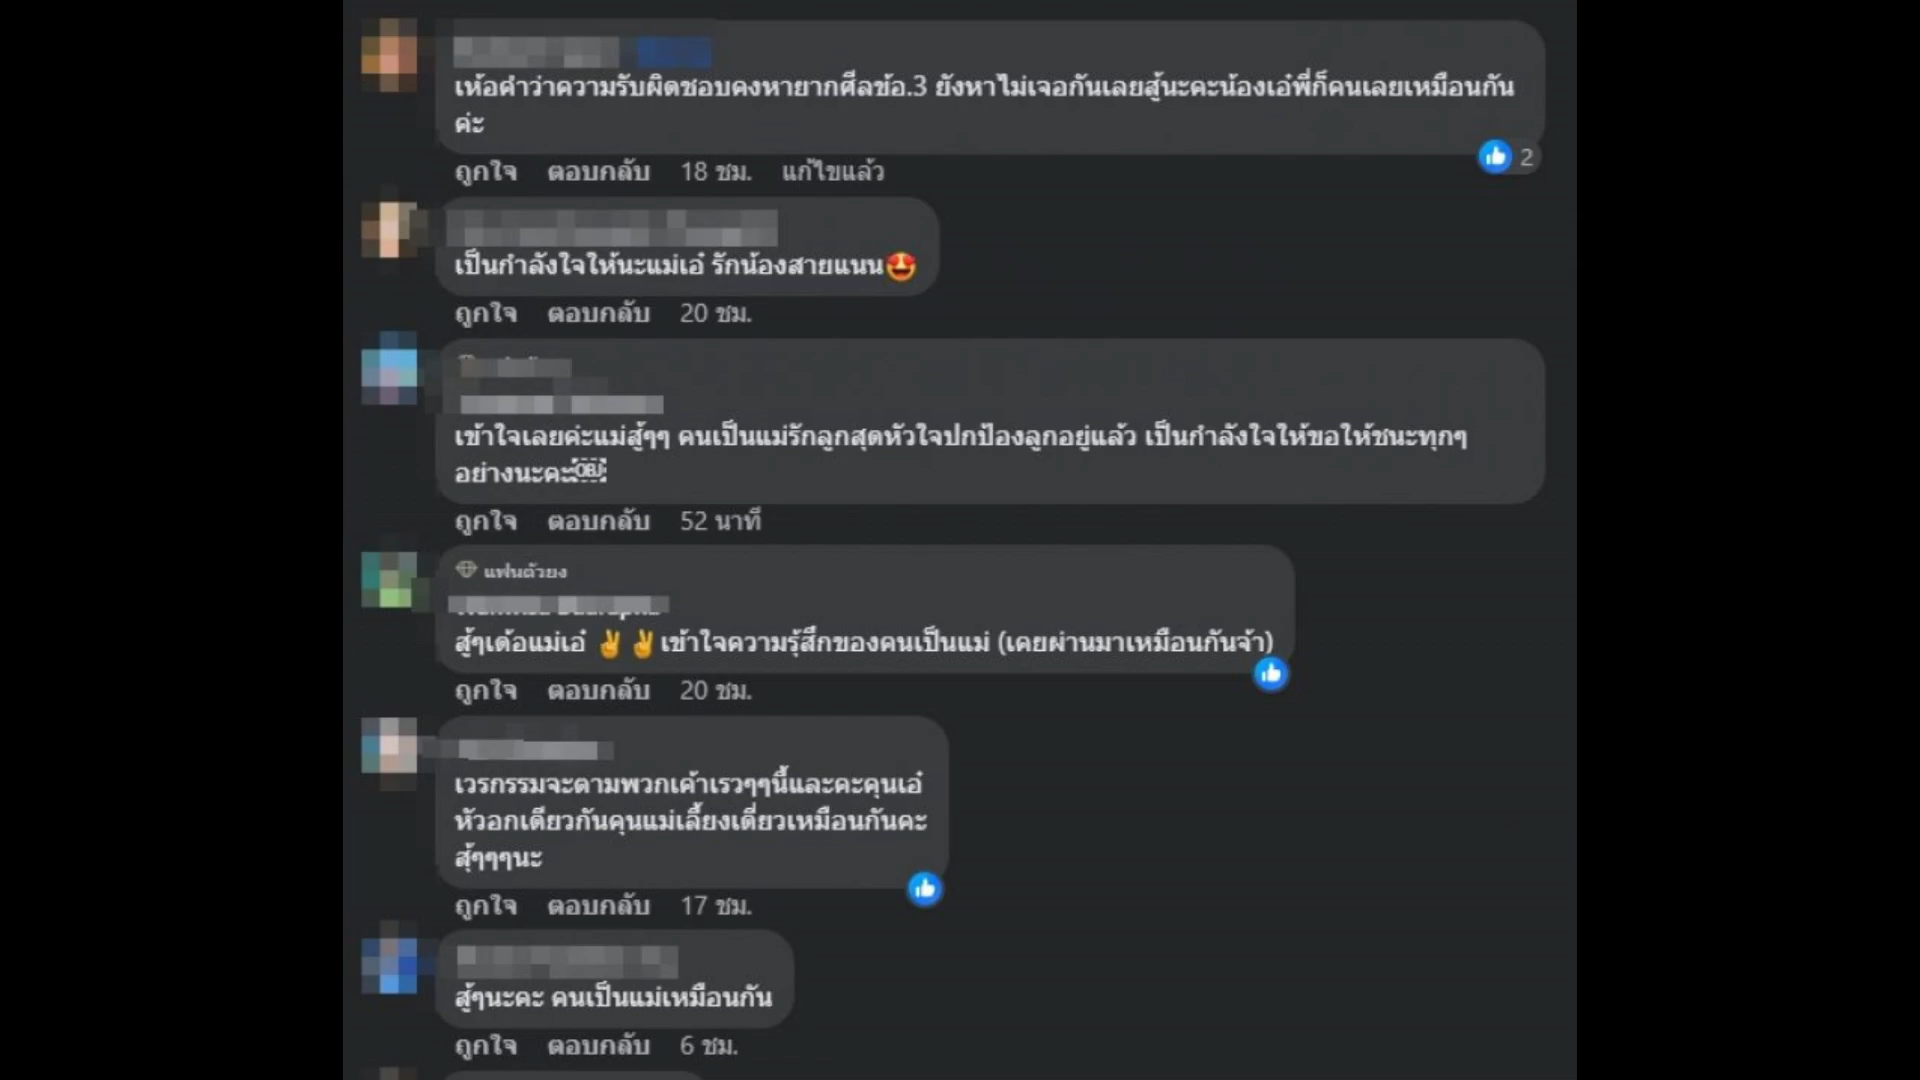 เห้อคำว่าความรับผิดชอบคงหายากศีลข้อ.3 ยังหาไม่เจอกันเลยสู้นะคะน้องเอ๋พี่ก็คนเลยเหมือนกัน
ค่ะ
2
ถูกใจ ตอบกลับ 18 ชม. แก้ไขแล้ว
เป็นกำลังใจให้นะแม่เอ๋ รักน้องสายแนน😍
ถูกใจ ตอบกลับ 20 ชม.
เข้าใจเลยค่ะแม่สู้ๆๆ คนเป็นแม่รักลูกสุดหัวใจปกป้องลูกอยู่แล้ว เป็นกำลังใจให้ขอให้ชนะทุกๆ
อย่างนะคะ￼
ถูกใจ ตอบกลับ 52 นาที
แฟนตัวยง
สู้ๆเด้อแม่เอ๋ ✌️✌️เข้าใจความรู้สึกของคนเป็นแม่ (เคยผ่านมาเหมือนกันจ้า)
ถูกใจ ตอบกลับ 20 ชม.
เวรกรรมจะตามพวกเค้าเรวๆๆนี้และคะคุนเอ๋
หัวอกเดียวกันคุนแม่เลี้ยงเดี่ยวเหมือนกันคะ
สุ้ๆๆๆนะ
ถูกใจ ตอบกลับ 17 ชม.
สู้ๆนะคะ คนเป็นแม่เหมือนกัน
ถูกใจ ตอบกลับ 6 ชม.